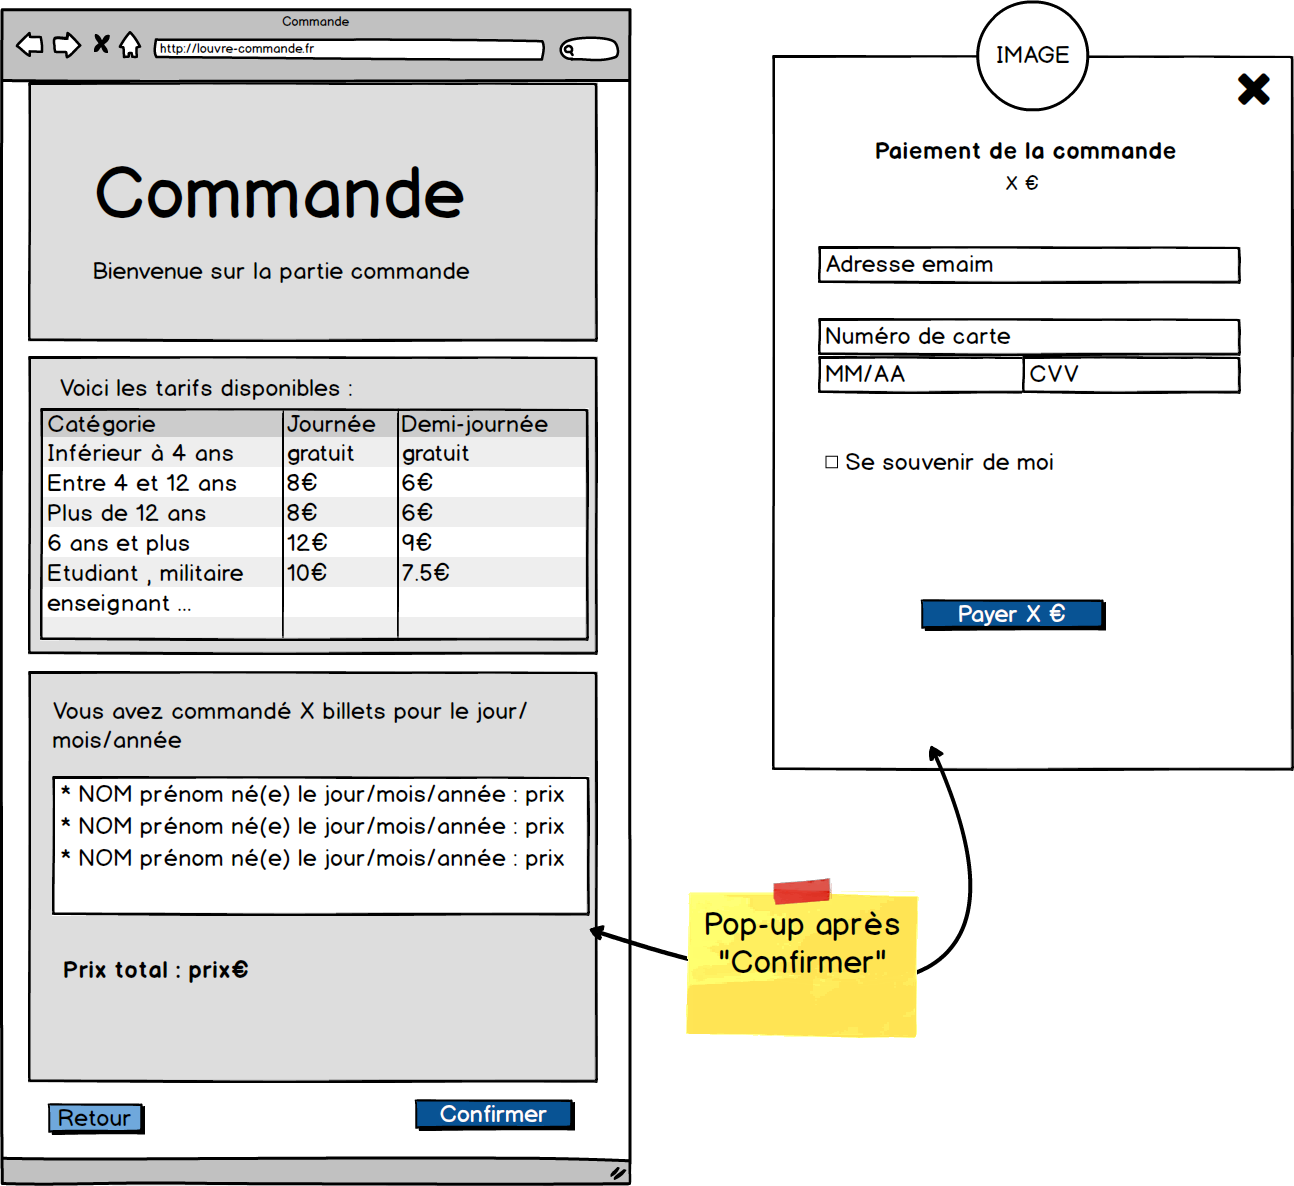 Commande
http://louvre-commande.fr
Commande
Bienvenue sur la partie commande
Voici les tarifs disponibles :
Catégorie Journée Demi-journée
Inférieur à 4 ans gratuit gratuit
Entre 4 et 12 ans 8€ 6€
Plus de 12 ans 8€ 6€
6 ans et plus 12€ 9€
Etudiant , militaire 10€ 7.5€
enseignant ...
Vous avez commandé X billets pour le jour/
mois/année
* NOM prénom né(e) le jour/mois/année : prix
* NOM prénom né(e) le jour/mois/année : prix
* NOM prénom né(e) le jour/mois/année : prix
Prix total : prix€
Retour
Confirmer
IMAGE
Paiement de la commande
X €
Adresse emaim
Numéro de carte
MM/AA CVV
Se souvenir de moi
Payer X €
Pop-up après
"Confirmer"